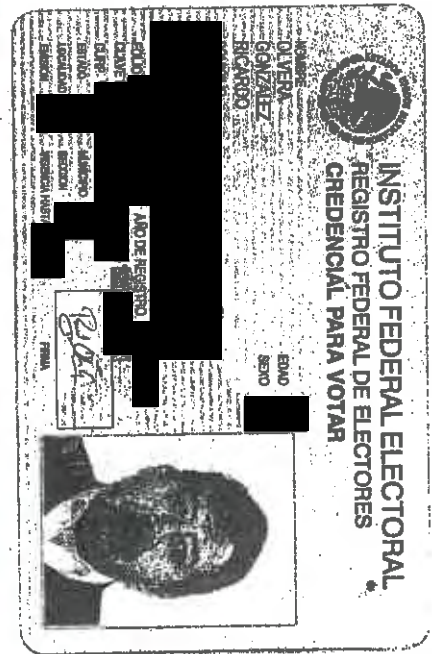 INSTITUTO FEDERAL ELECTORAL
REGISTRO FEDERAL DE ELECTORES
CREDENCIAL PARA VOTAR
NOMBRE
OLVERA
GONZALEZ
RICARDO
EDAD
SEXO
FOLIO
AÑO DE REGISTRO
CLAVE
CURP
ESTADO
MUNICIPIO
LOCALIDAD
SECCION
EMISION
VIGENCIA HASTA
FIRMA